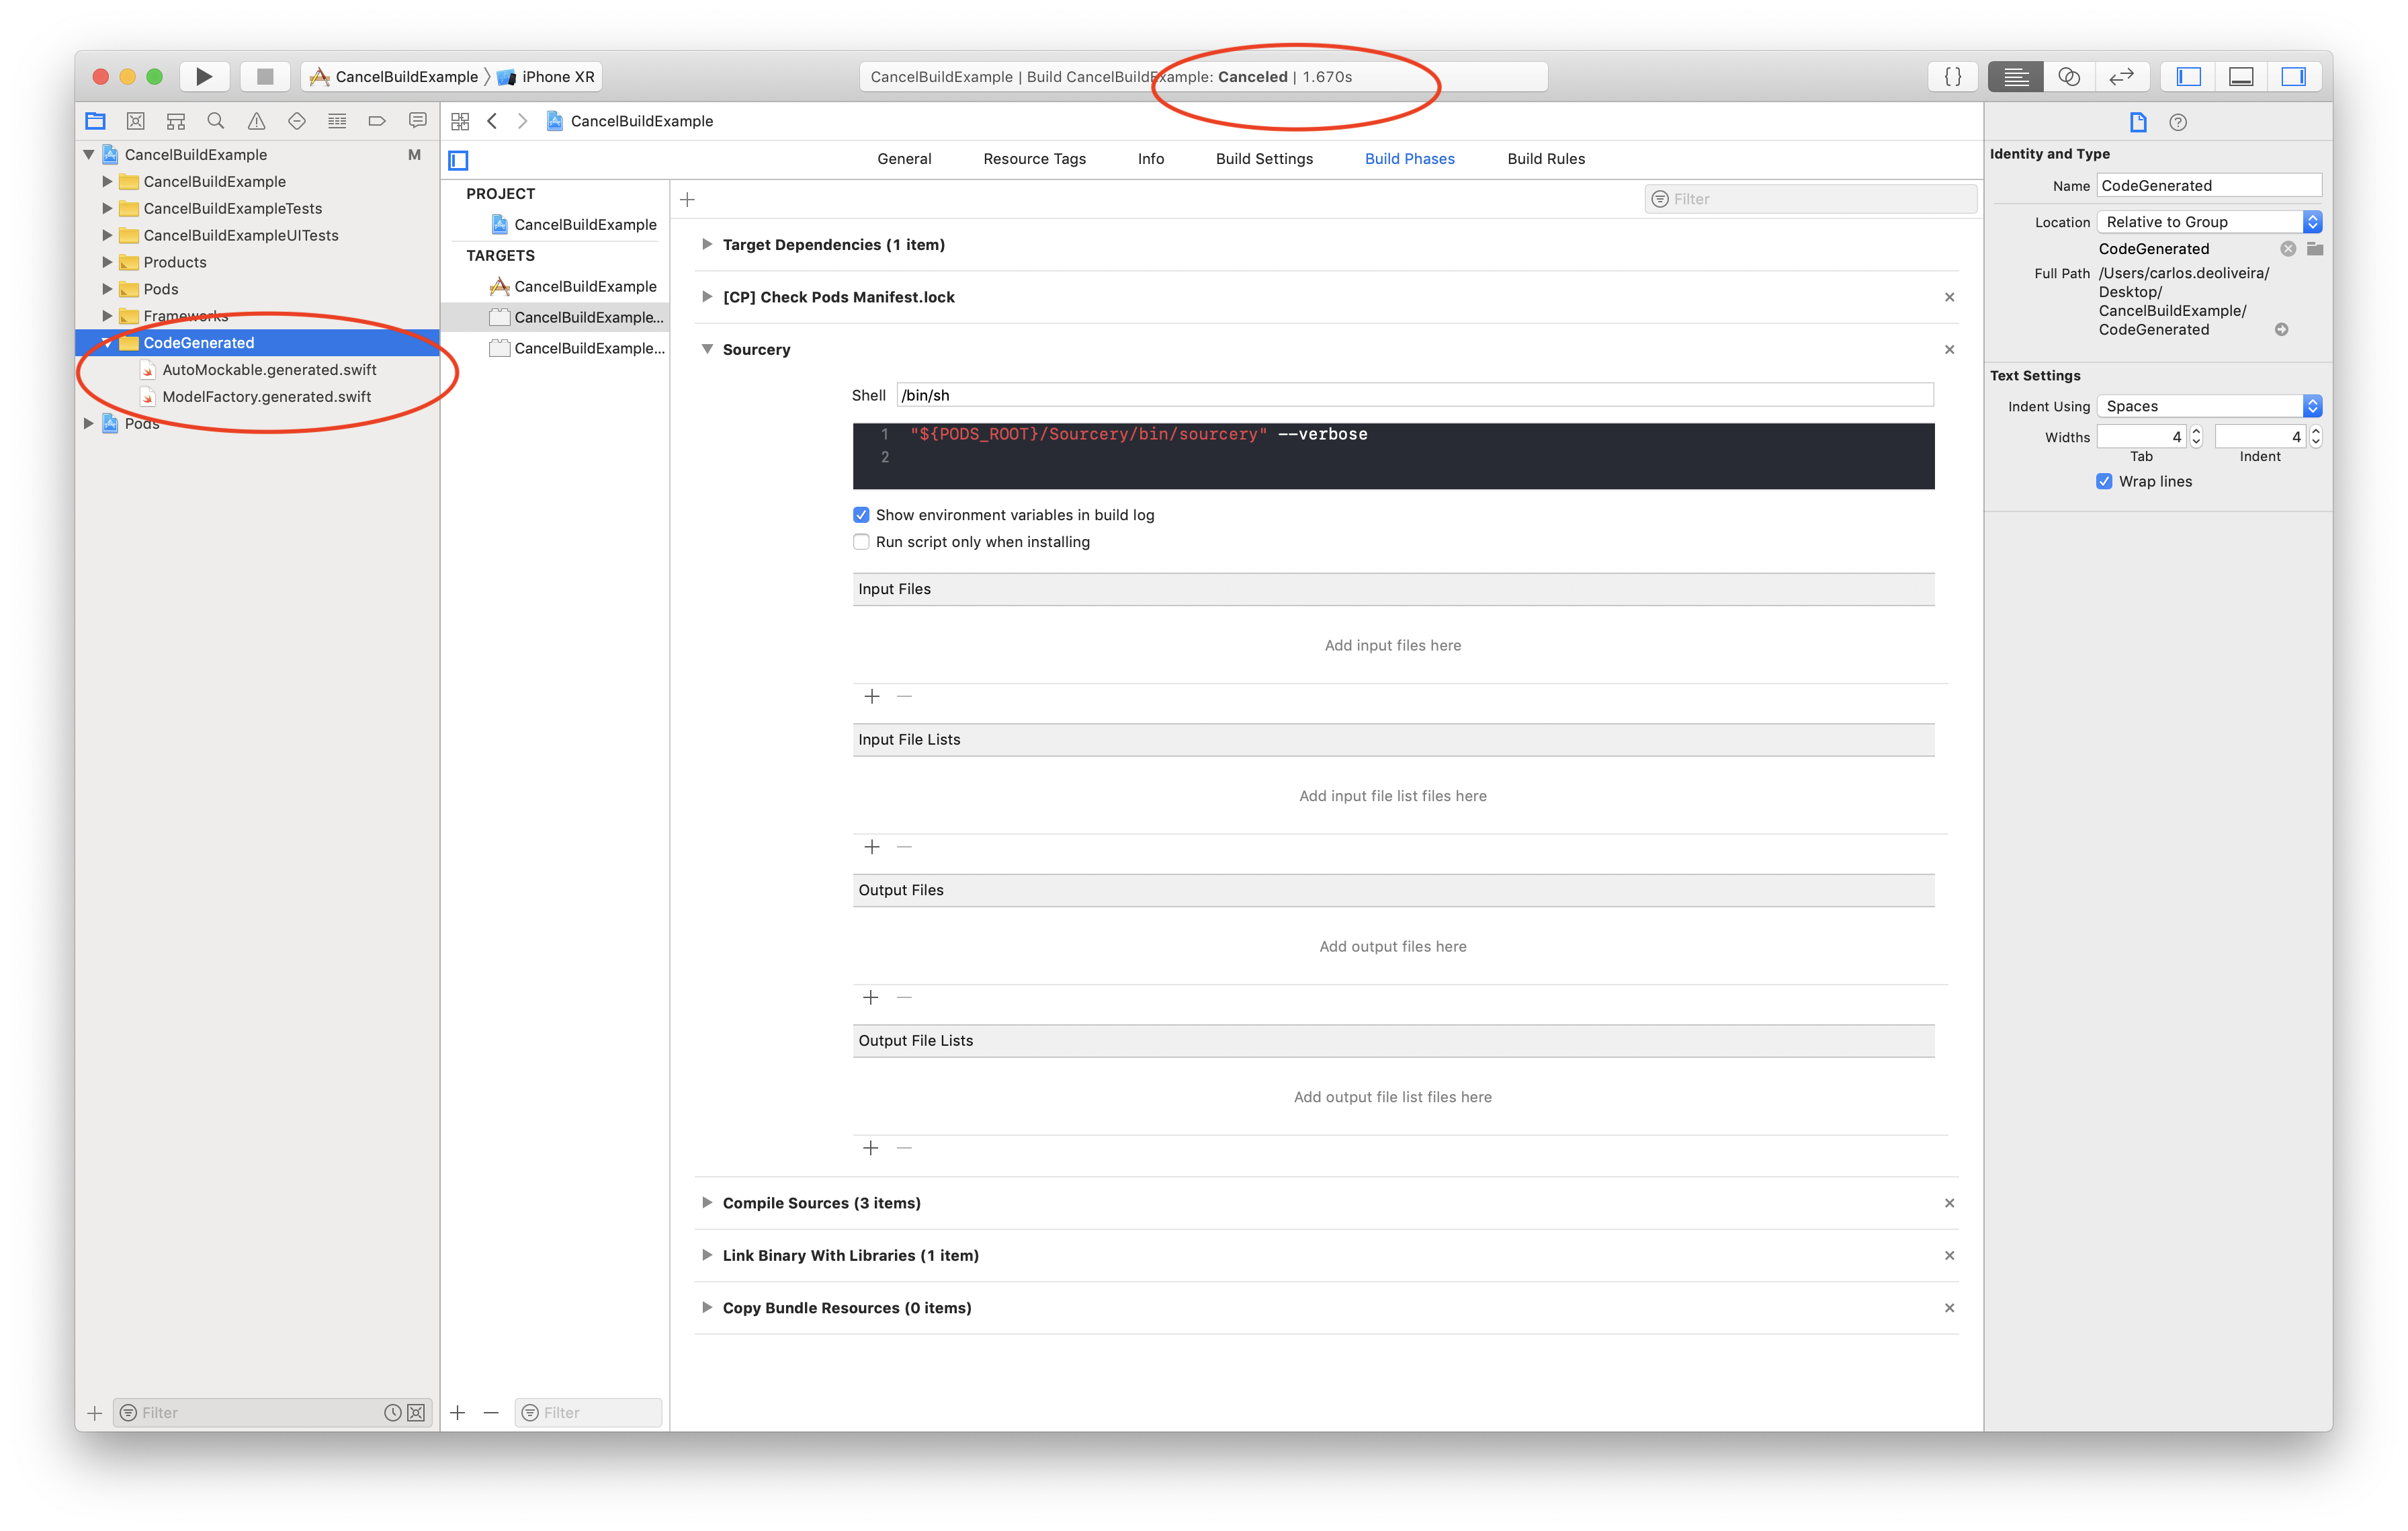 CancelBuildExample
iPhone XR
CancelBuildExample | Build CancelBuildExample: Canceled | 1.670s
{ }
CancelBuildExample
CancelBuildExample
M
CancelBuildExample
CancelBuildExampleTests
CancelBuildExampleUITests
Products
Pods
Frameworks
CodeGenerated
AutoMockable.generated.swift
ModelFactory.generated.swift
Pods
Filter
General
Resource Tags
Info
Build Settings
Build Phases
Build Rules
PROJECT
CancelBuildExample
TARGETS
CancelBuildExample
CancelBuildExample...
CancelBuildExample...
Filter
Filter
Target Dependencies (1 item)
[CP] Check Pods Manifest.lock
Sourcery
Shell /bin/sh
1 "${PODS_ROOT}/Sourcery/bin/sourcery" --verbose
2
Show environment variables in build log
Run script only when installing
Input Files
Add input files here
Input File Lists
Add input file list files here
Output Files
Add output files here
Output File Lists
Add output file list files here
Compile Sources (3 items)
Link Binary With Libraries (1 item)
Copy Bundle Resources (0 items)
Identity and Type
Name CodeGenerated
Location Relative to Group
CodeGenerated
Full Path /Users/carlos.deoliveira/
Desktop/
CancelBuildExample/
CodeGenerated
Text Settings
Indent Using Spaces
Widths 4 4
Tab Indent
Wrap lines